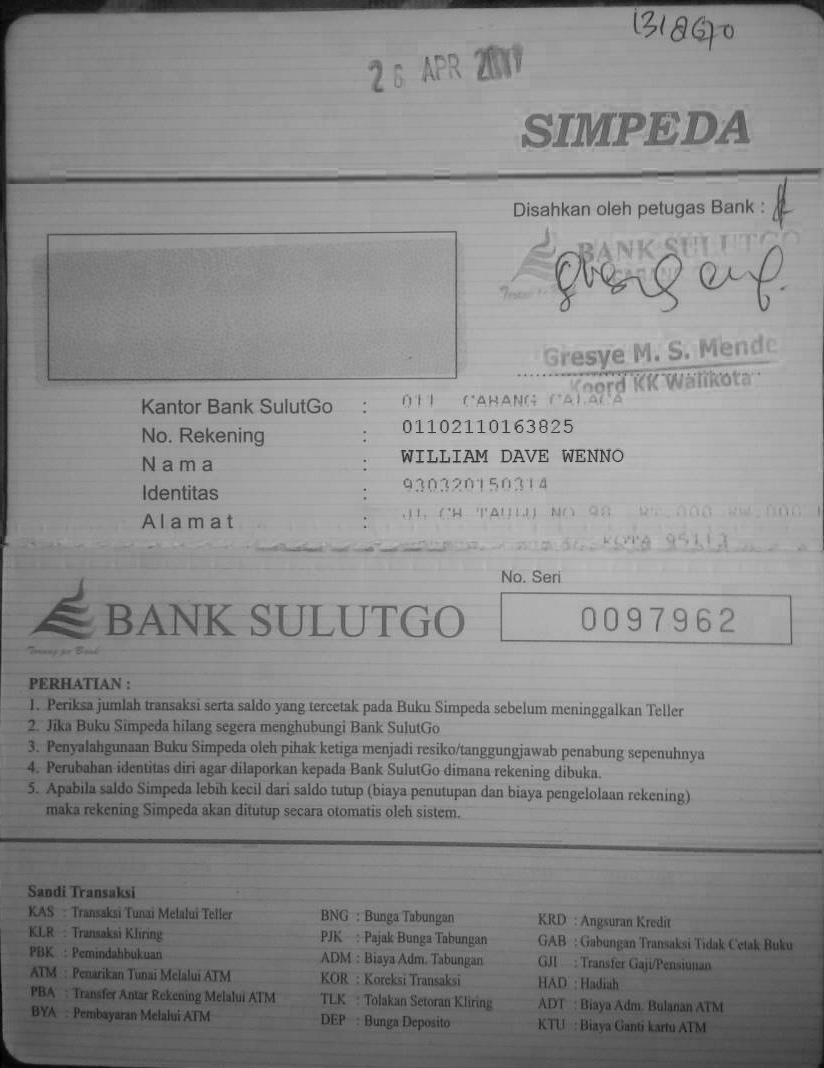 26 APR
SIMPEDA
Disahkan oleh petugas Bank :
BANK SULUTGO
Gresye M. S. Mende
Koord KK Walikota
Kantor Bank SulutGo : 011 CABANG CALACA
No. Rekening : 01102110163825
Nama : WILLIAM DAVE WENNO
Identitas : 930320150314
Alamat : JL CH TAULU NO 98 RT.000 RW.000
KOTA 95113
No. Seri
BANK SULUTGO 0097962
Torang pe Bank
PERHATIAN :
1. Periksa jumlah transaksi serta saldo yang tercetak pada Buku Simpeda sebelum meninggalkan Teller
2. Jika Buku Simpeda hilang segera menghubungi Bank SulutGo
3. Penyalahgunaan Buku Simpeda oleh pihak ketiga menjadi resiko/tanggungjawab penabung sepenuhnya
4. Perubahan identitas diri agar dilaporkan kepada Bank SulutGo dimana rekening dibuka.
5. Apabila saldo Simpeda lebih kecil dari saldo tutup (biaya penutupan dan biaya pengelolaan rekening)
maka rekening Simpeda akan ditutup secara otomatis oleh sistem.
Sandi Transaksi
KAS : Transaksi Tunai Melalui Teller
KLR : Transaksi Kliring
PBK : Pemindahbukuan
ATM : Penarikan Tunai Melalui ATM
PBA : Transfer Antar Rekening Melalui ATM
BYA : Pembayaran Melalui ATM
BNG : Bunga Tabungan
PJK : Pajak Bunga Tabungan
ADM : Biaya Adm. Tabungan
KOR : Koreksi Transaksi
TLK : Tolakan Setoran Kliring
DEP : Bunga Deposito
KRD : Angsuran Kredit
GAB : Gabungan Transaksi Tidak Cetak Buku
GJI : Transfer Gaji/Pensiunan
HAD : Hadiah
ADT : Biaya Adm. Bulanan ATM
KTU : Biaya Ganti kartu ATM